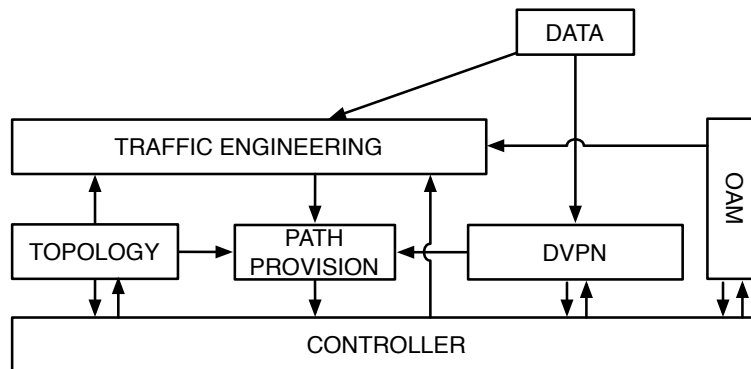 DATA
TRAFFIC ENGINEERING
OAM
TOPOLOGY
PATH
PROVISION
DVPN
CONTROLLER